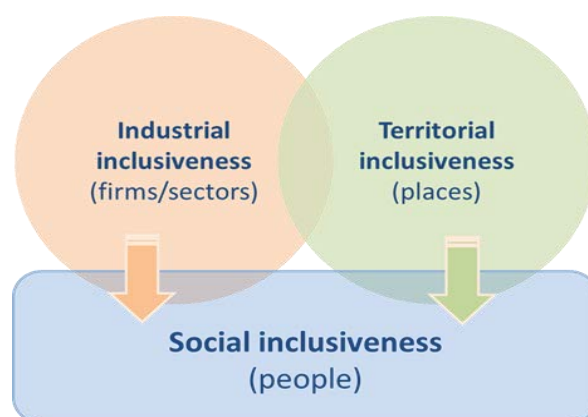 Industrial
inclusiveness
(firms/sectors)
Territorial
inclusiveness
(places)
Social inclusiveness
(people)